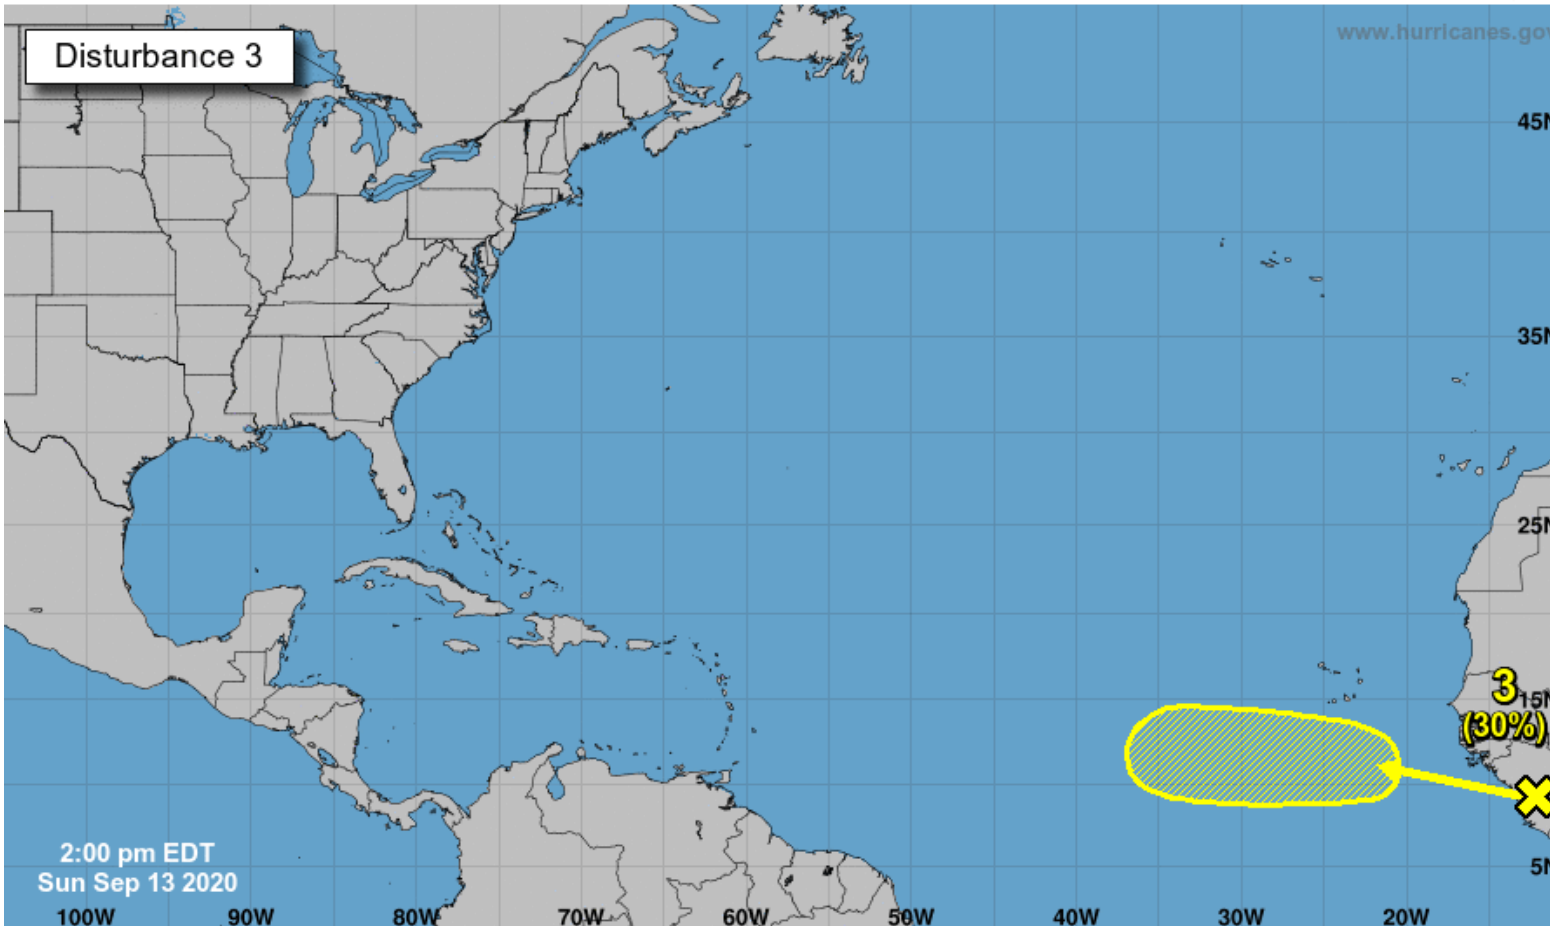 Disturbance 3
www.hurricanes.gov
45N
35N
25N
3
15N
(30%)
5N
2:00 pm EDT
Sun Sep 13 2020
100W 90W 80W 70W 60W 50W 40W 30W 20W